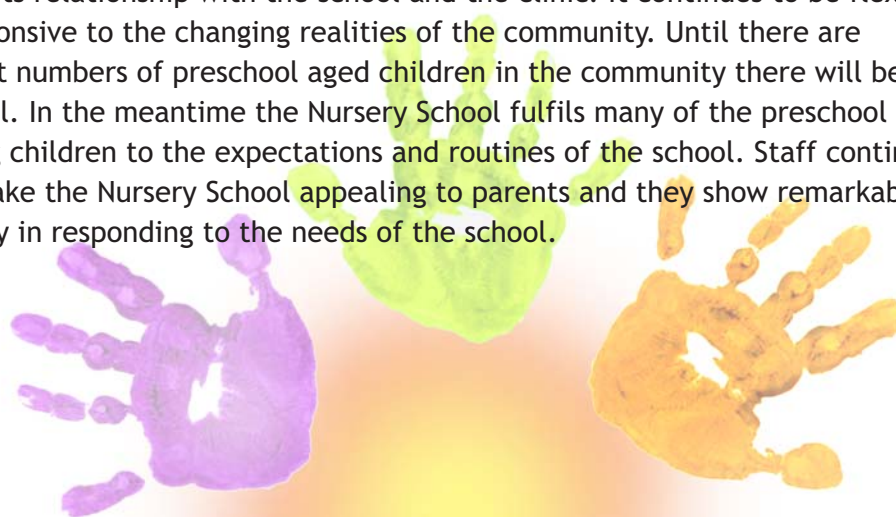 ts relationship with the school and the clinic. It continues to be flex
onsive to the changing realities of the community. Until there are
t numbers of preschool aged children in the community there will be
l. In the meantime the Nursery School fulfils many of the preschool
children to the expectations and routines of the school. Staff contin
ake the Nursery School appealing to parents and they show remarkab
y in responding to the needs of the school.